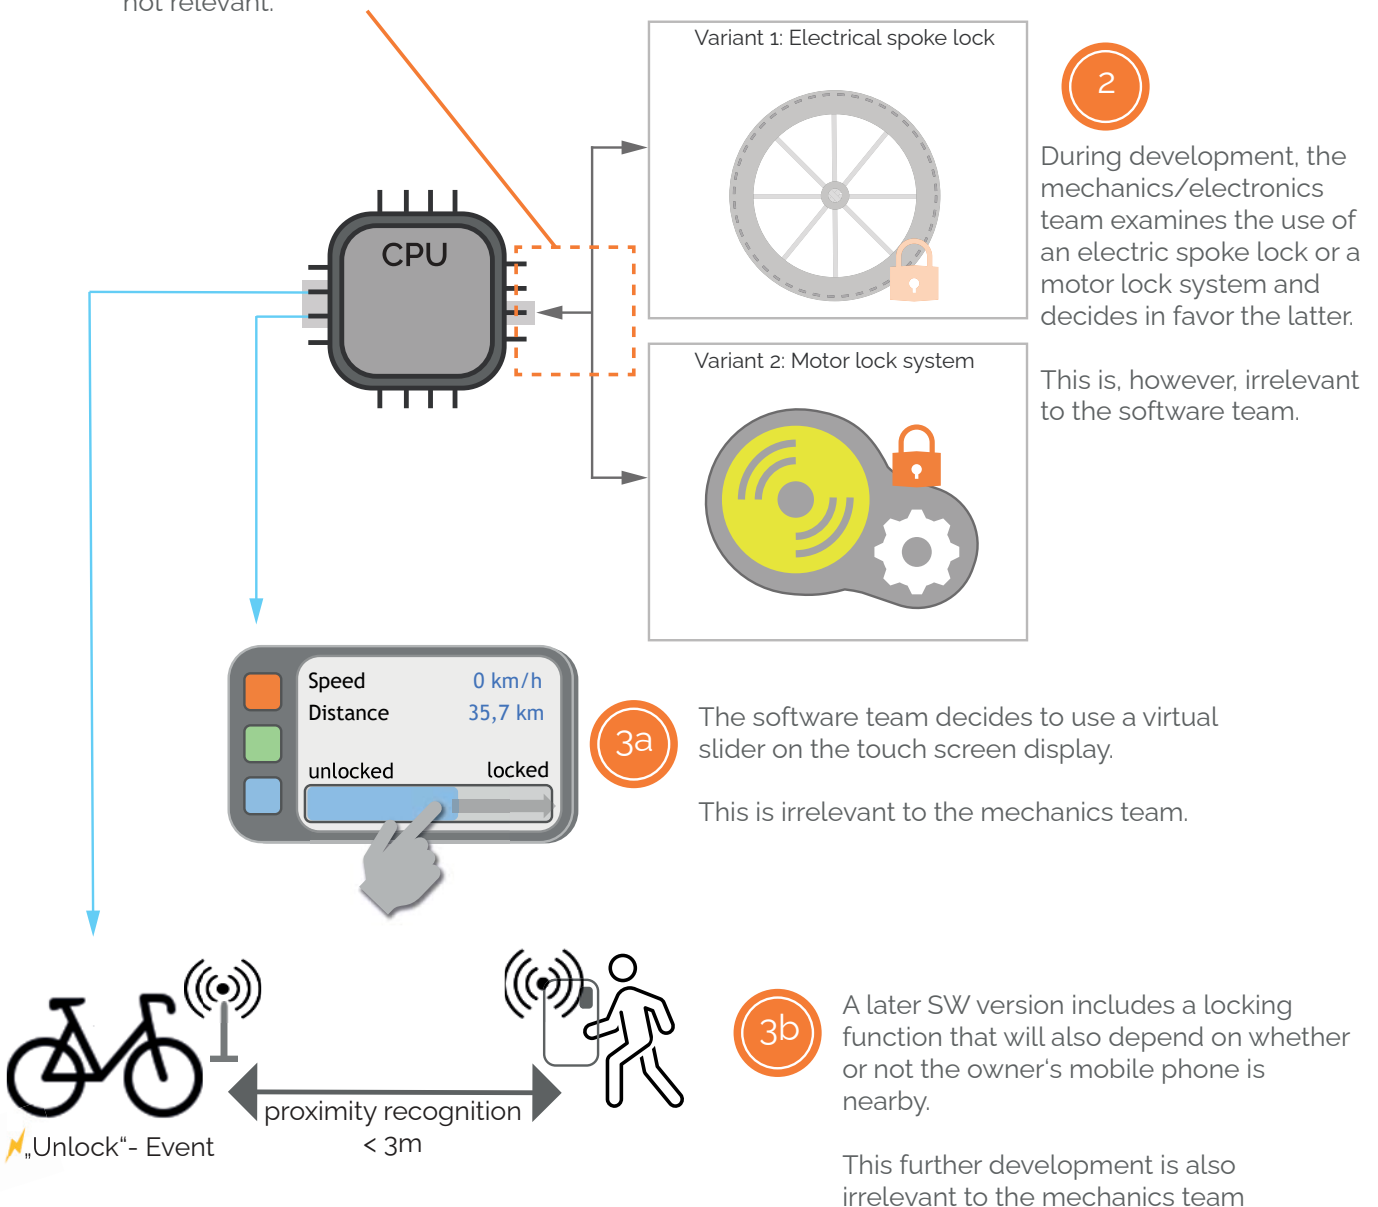 not relevant.
Variant 1: Electrical spoke lock
2
During development, the
mechanics/electronics
team examines the use of
an electric spoke lock or a
motor lock system and
decides in favor the latter.
This is, however, irrelevant
to the software team.
CPU
Variant 2: Motor lock system
Speed 0 km/h
Distance 35,7 km
unlocked locked
3a
The software team decides to use a virtual
slider on the touch screen display.
This is irrelevant to the mechanics team.
proximity recognition
< 3m
„Unlock“- Event
3b
A later SW version includes a locking
function that will also depend on whether
or not the owner‘s mobile phone is
nearby.
This further development is also
irrelevant to the mechanics team